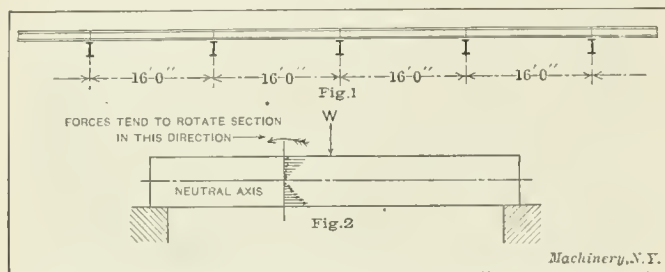 16'0" 16'0" 16'0" 16'0"
Fig.1
FORCES TEND TO ROTATE SECTION
IN THIS DIRECTION
W
NEUTRAL AXIS
Fig.2
Machinery,N.Y.